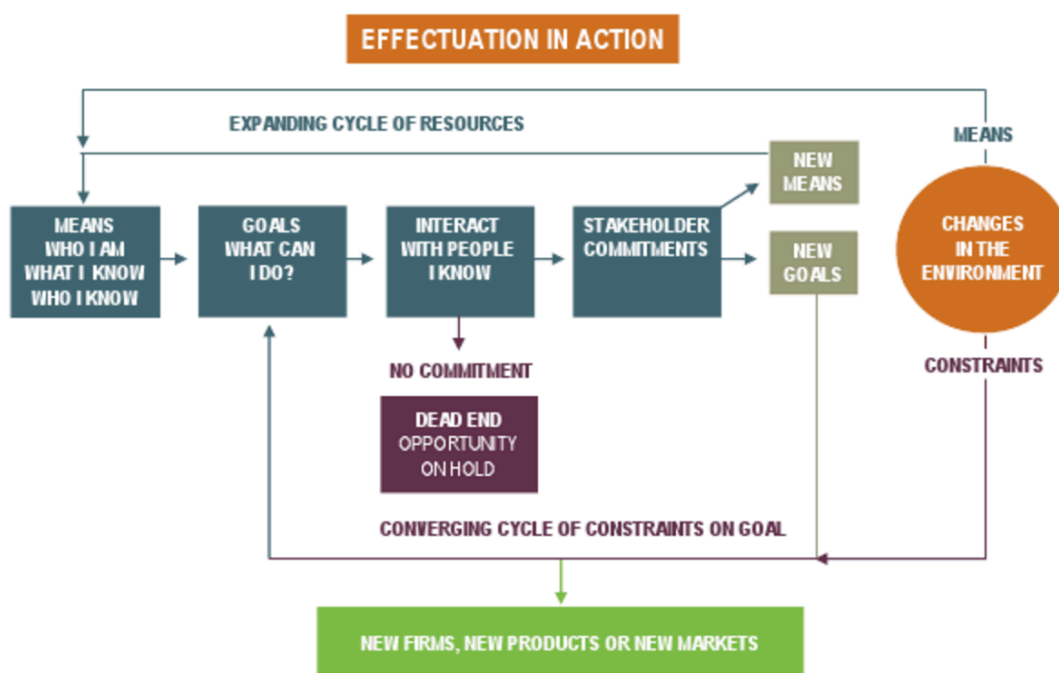 EFFECTUATION IN ACTION
EXPANDING CYCLE OF RESOURCES
MEANS
NEW
MEANS
MEANS
WHO I AM
WHAT I KNOW
WHO I KNOW
GOALS
WHAT CAN
I DO?
INTERACT
WITH PEOPLE
I KNOW
STAKEHOLDER
COMMITMENTS
NEW
GOALS
CHANGES
IN THE
ENVIRONMENT
NO COMMITMENT
CONSTRAINTS
DEAD END
OPPORTUNITY
ON HOLD
CONVERGING CYCLE OF CONSTRAINTS ON GOAL
NEW FIRMS, NEW PRODUCTS OR NEW MARKETS